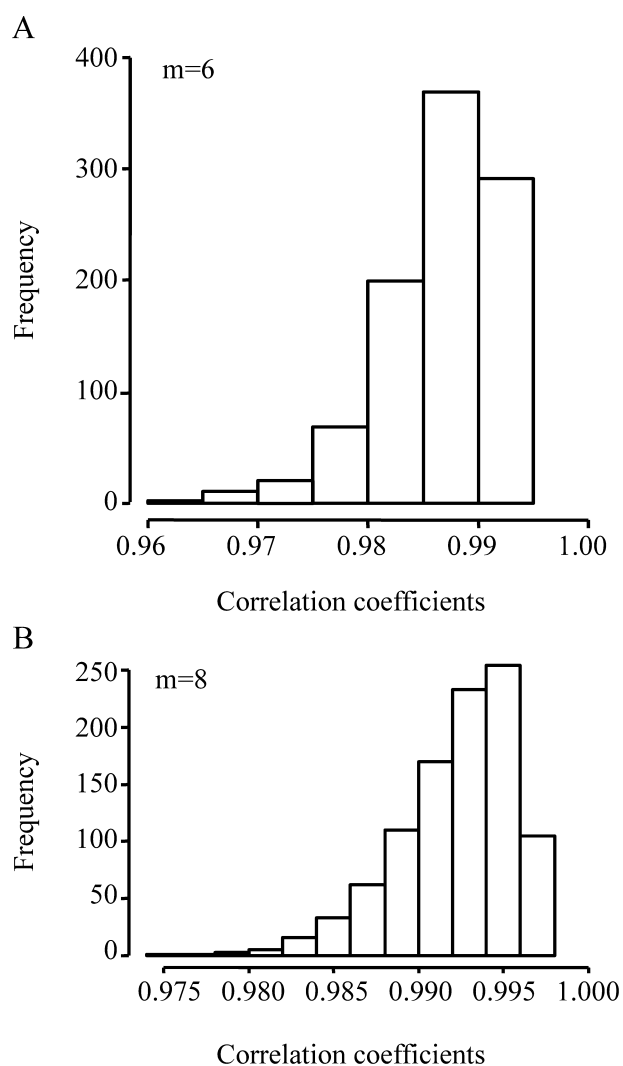 A
m=6
400
300
200
100
0
Frequency
0.96 0.97 0.98 0.99 1.00
Correlation coefficients
B
m=8
250
200
150
100
50
0
Frequency
0.975 0.980 0.985 0.990 0.995 1.000
Correlation coefficients